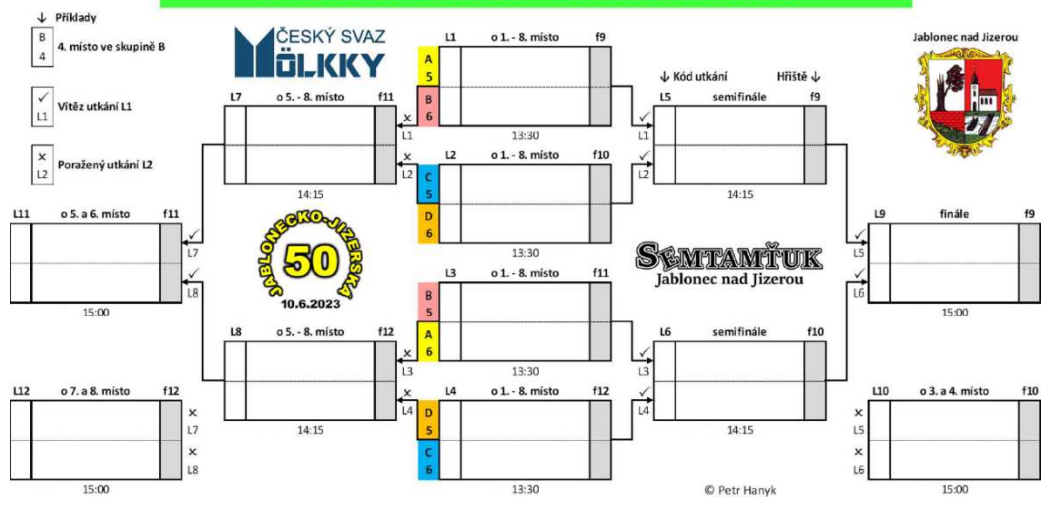 ↓ Příklady
B
4
4. místo ve skupině B
✓
L1
Vítěz utkání L1
x
L2
Poražený utkání L2
ČESKÝ SVAZ
MÖLKKY
Jablonec nad Jizerou
L1 o 1. - 8. místo f9
A
5
B
6
13:30
↓ Kód utkání Hřiště ↓
L7 o 5. - 8. místo f11
x
L1
x
L2
14:15
L2 o 1. - 8. místo f10
C
5
D
6
13:30
L5 semifinále f9
✓
L1
✓
L2
14:15
L11 o 5. a 6. místo f11
✓
L7
✓
L8
15:00
JABLONECKO-JIZERSKÁ
50
10.6.2023
SEMTAMŤUK
Jablonec nad Jizerou
L9 finále f9
✓
L5
✓
L6
15:00
L3 o 1. - 8. místo f11
B
5
A
6
13:30
L8 o 5. - 8. místo f12
x
L3
x
L4
14:15
L6 semifinále f10
✓
L3
✓
L4
14:15
L12 o 7. a 8. místo f12
x
L7
x
L8
15:00
L4 o 1. - 8. místo f12
D
5
C
6
13:30
L10 o 3. a 4. místo f10
x
L5
x
L6
15:00
© Petr Hanyk